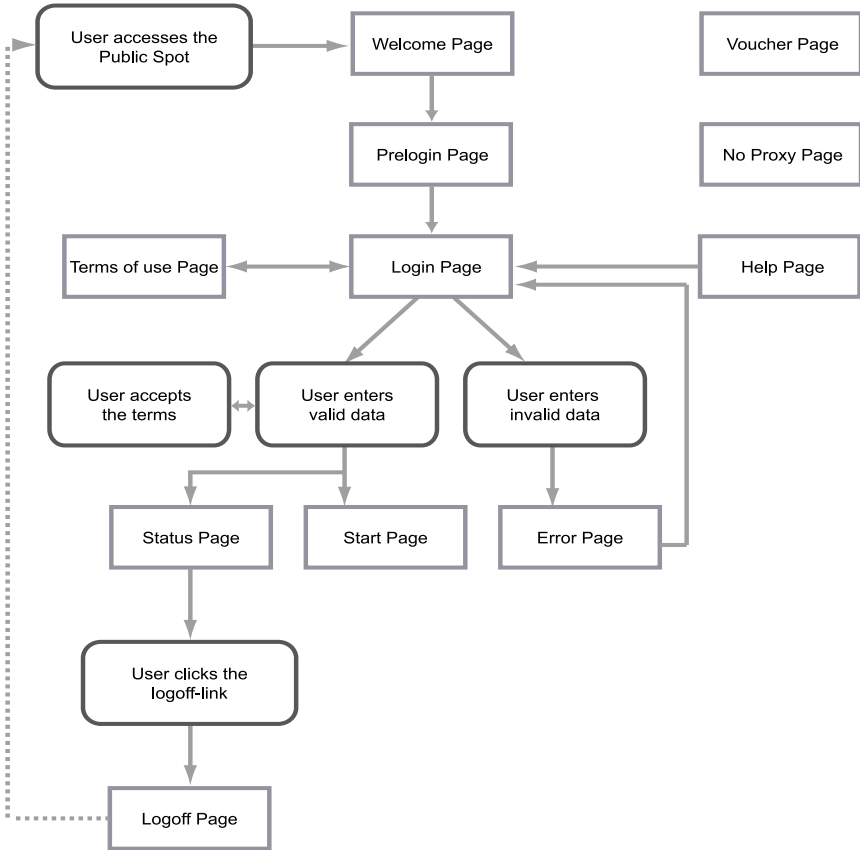 User accesses the
Public Spot
Welcome Page
Voucher Page
Prelogin Page
No Proxy Page
Terms of use Page
Login Page
Help Page
User accepts
the terms
User enters
valid data
User enters
invalid data
Status Page
Start Page
Error Page
User clicks the
logoff-link
Logoff Page